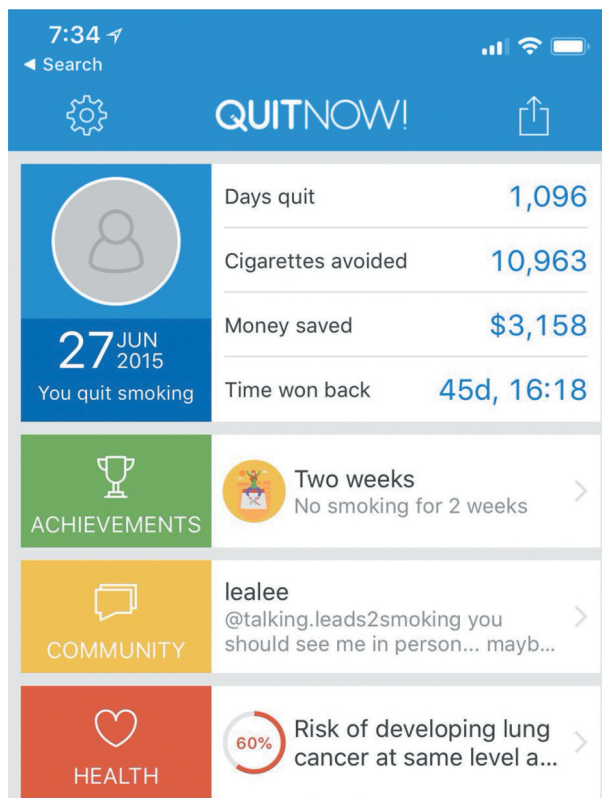 7:34
◀ Search
QUITNOW!
Days quit 1,096
Cigarettes avoided 10,963
Money saved $3,158
Time won back 45d, 16:18
27 JUN 2015
You quit smoking
ACHIEVEMENTS
Two weeks
No smoking for 2 weeks
COMMUNITY
lealee
@talking.leads2smoking you
should see me in person... mayb...
HEALTH
60%
Risk of developing lung
cancer at same level a...